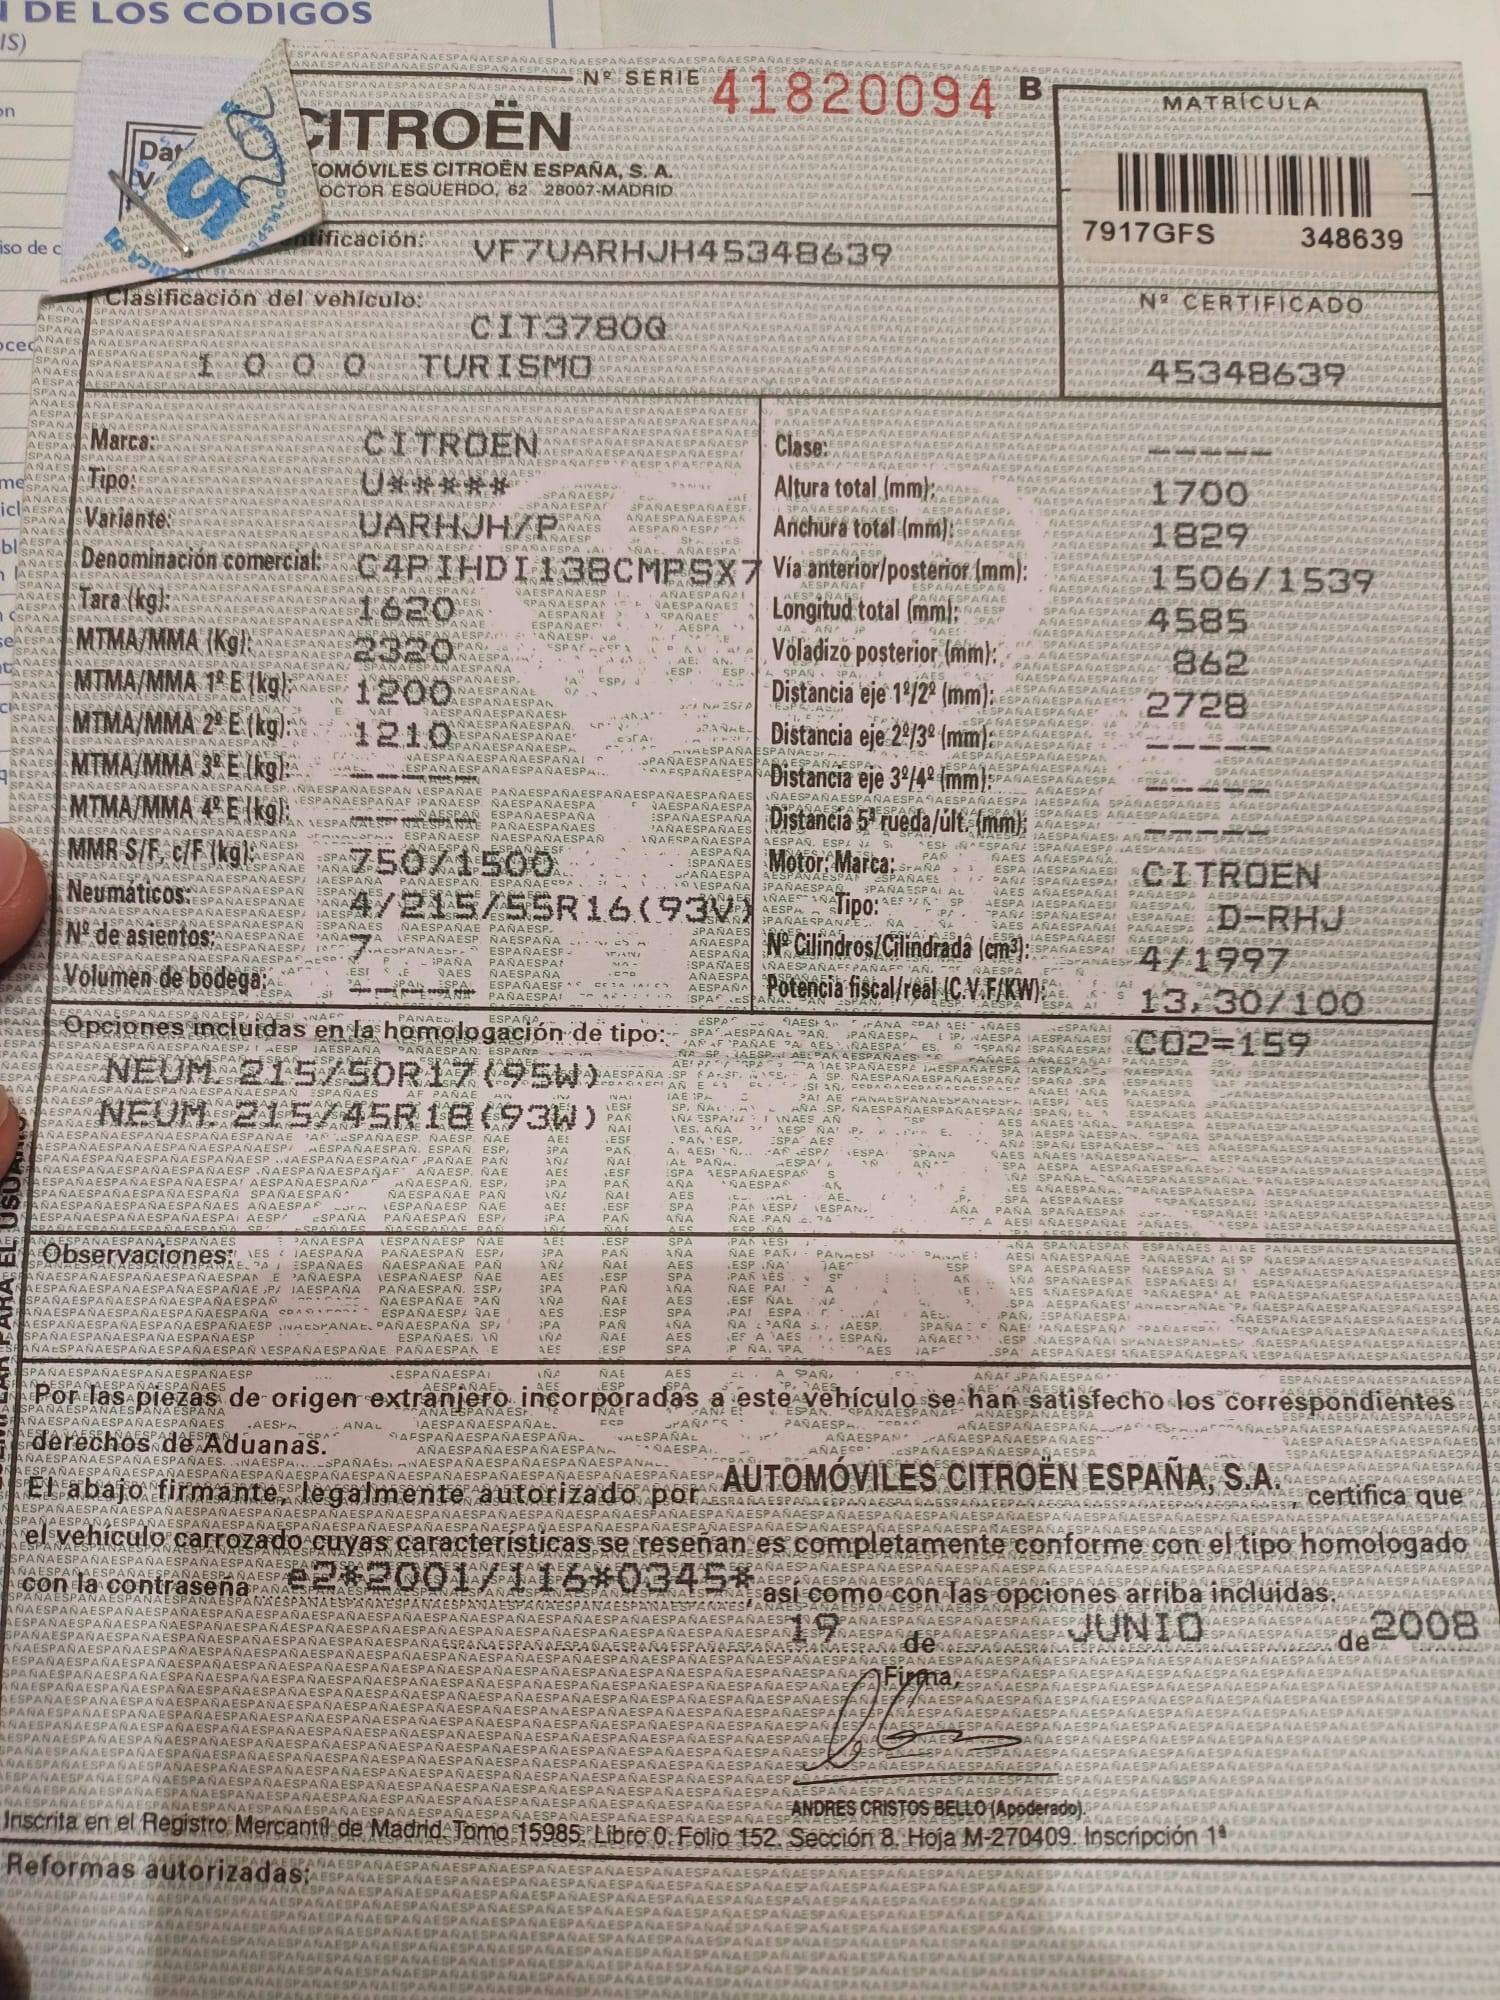 DE LOS CÓDIGOS
IS)
Nº SERIE 41820094 B
CITROËN
OMÓVILES CITROËN ESPAÑA, S. A.
OCTOR ESQUERDO, 62 28007-MADRID
MATRÍCULA
7917GFS 348639
tificación: VF7UARHJH45348639
Clasificación del vehículo:
CIT3780Q
1 0 0 0 TURISMO
Nº CERTIFICADO
45348639
Marca: CITROEN
Tipo: U*****
Variante: UARHJH/P
Denominación comercial: C4PIHDI138CMPSX7
Tara (kg): 1620
MTMA/MMA (Kg): 2320
MTMA/MMA 1º E (kg): 1200
MTMA/MMA 2º E (kg): 1210
MTMA/MMA 3º E (kg): -----
MTMA/MMA 4º E (kg): -----
MMR S/F, c/F (kg): 750/1500
Neumáticos: 4/215/55R16(93V)
Nº de asientos: 7
Volumen de bodega: -----
Clase: -----
Altura total (mm): 1700
Anchura total (mm): 1829
Vía anterior/posterior (mm): 1506/1539
Longitud total (mm): 4585
Voladizo posterior (mm): 862
Distancia eje 1º/2º (mm): 2728
Distancia eje 2º/3º (mm): -----
Distancia eje 3º/4º (mm): -----
Distancia 5ª rueda/últ. (mm): -----
Motor: Marca: CITROEN
Tipo: D-RHJ
Nº Cilindros/Cilindrada (cm³): 4/1997
Potencia fiscal/real (C.V.F/KW): 13,30/100
Opciones incluidas en la homologación de tipo: CO2=159
NEUM. 215/50R17(95W)
NEUM. 215/45R18(93W)
Observaciones:
Por las piezas de origen extranjero incorporadas a este vehículo se han satisfecho los correspondientes
derechos de Aduanas.
El abajo firmante, legalmente autorizado por AUTOMÓVILES CITROËN ESPAÑA, S.A., certifica que
el vehículo carrozado cuyas características se reseñan es completamente conforme con el tipo homologado
con la contraseña e2*2001/116*0345*, así como con las opciones arriba incluidas.
19 de JUNIO de 2008
Firma,
ANDRES CRISTOS BELLO (Apoderado).
Inscrita en el Registro Mercantil de Madrid. Tomo 15985. Libro 0. Folio 152. Sección 8. Hoja M-270409. Inscripción 1ª
Reformas autorizadas: